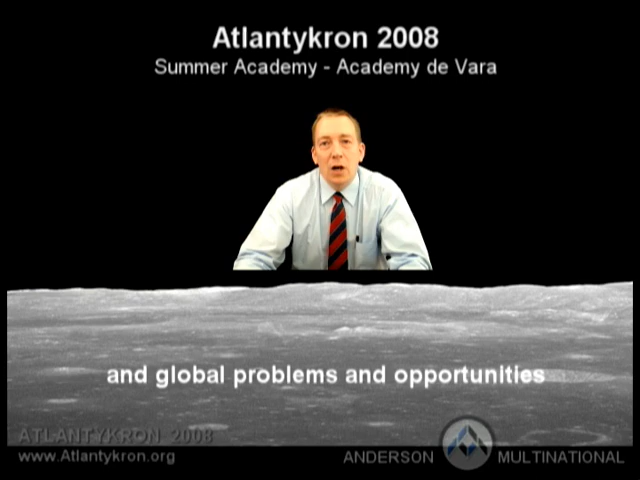 Atlantykron 2008
Summer Academy - Academy de Vara
and global problems and opportunities
ATLANTYKRON 2008
www.Atlantykron.org
ANDERSON MULTINATIONAL